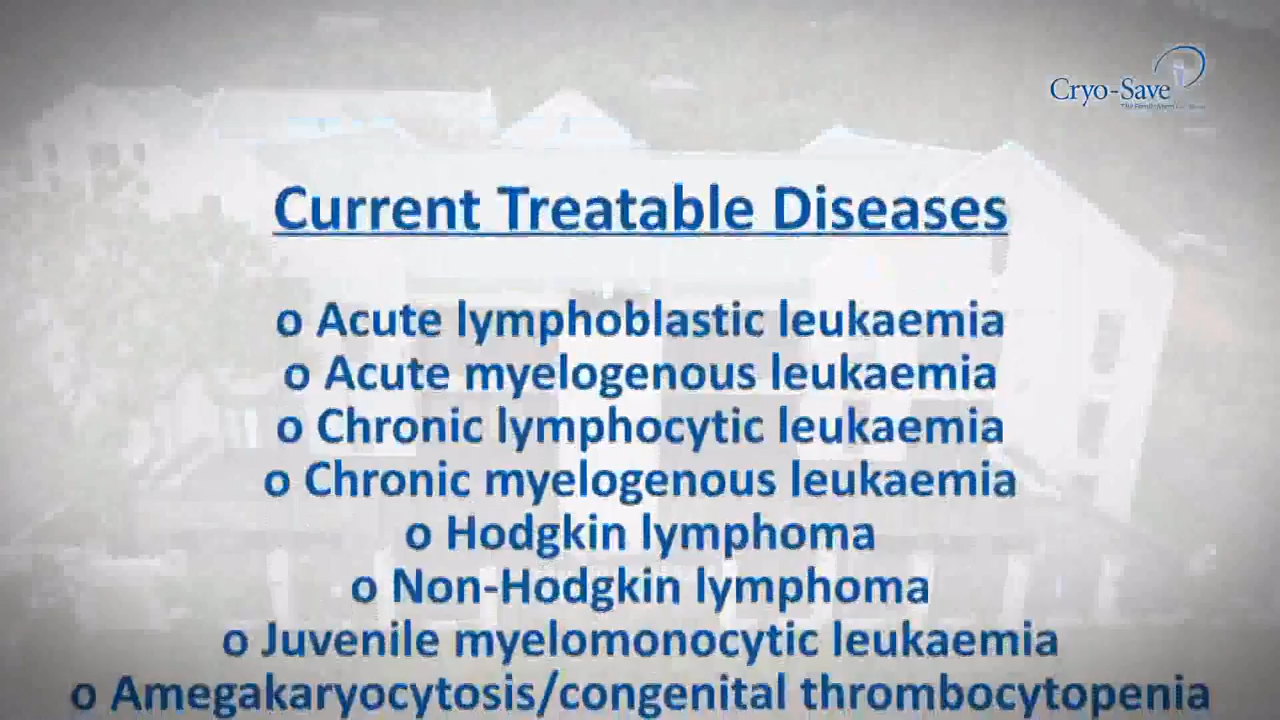 Cryo-Save
Current Treatable Diseases
o Acute lymphoblastic leukaemia
o Acute myelogenous leukaemia
o Chronic lymphocytic leukaemia
o Chronic myelogenous leukaemia
o Hodgkin lymphoma
o Non-Hodgkin lymphoma
o Juvenile myelomonocytic leukaemia
o Amegakaryocytosis/congenital thrombocytopenia